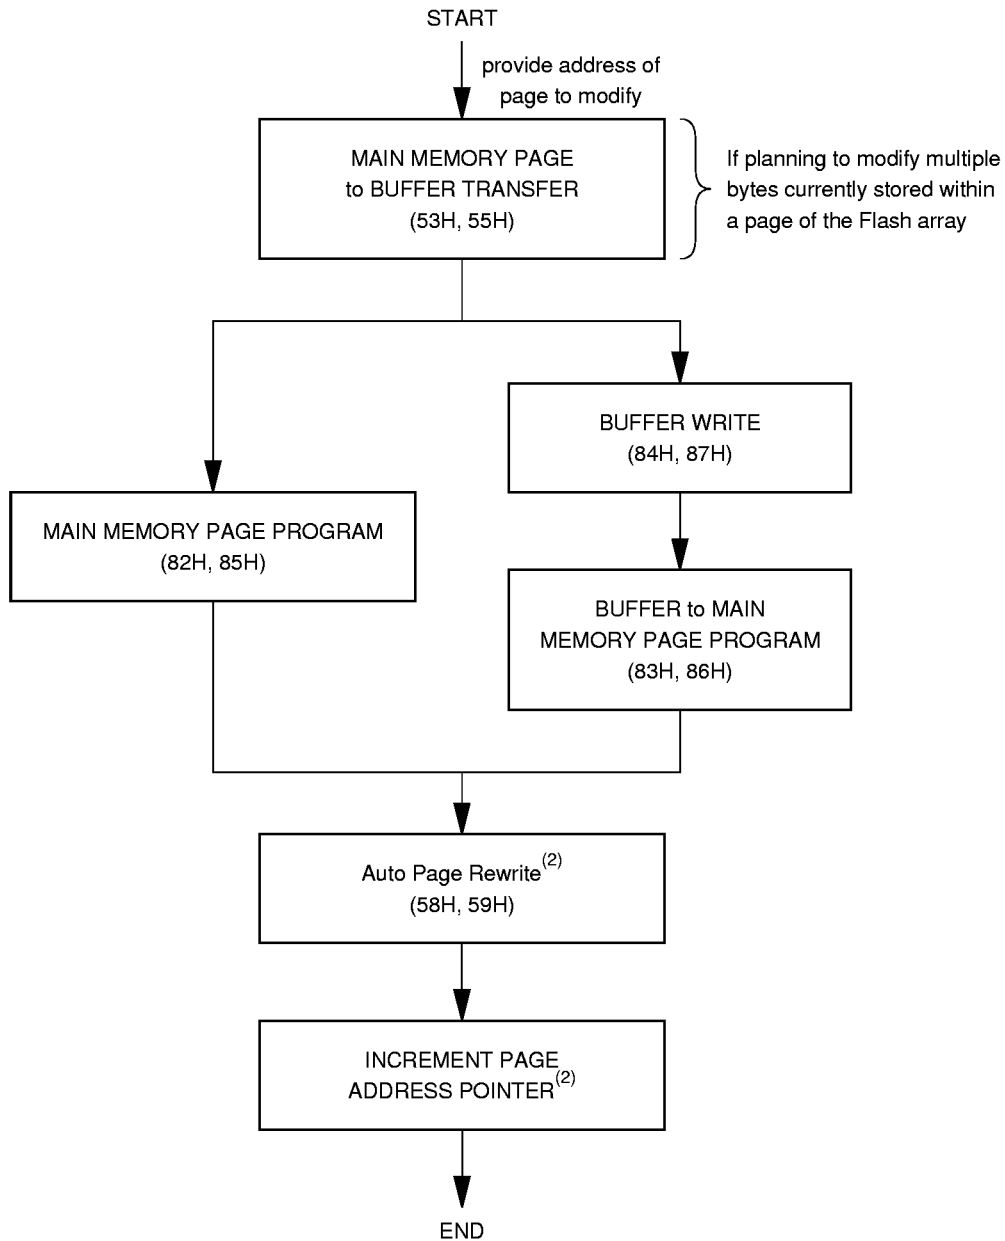 START
provide address of
page to modify
MAIN MEMORY PAGE
to BUFFER TRANSFER
(53H, 55H)
If planning to modify multiple
bytes currently stored within
a page of the Flash array
BUFFER WRITE
(84H, 87H)
MAIN MEMORY PAGE PROGRAM
(82H, 85H)
BUFFER to MAIN
MEMORY PAGE PROGRAM
(83H, 86H)
Auto Page Rewrite(2)
(58H, 59H)
INCREMENT PAGE
ADDRESS POINTER(2)
END